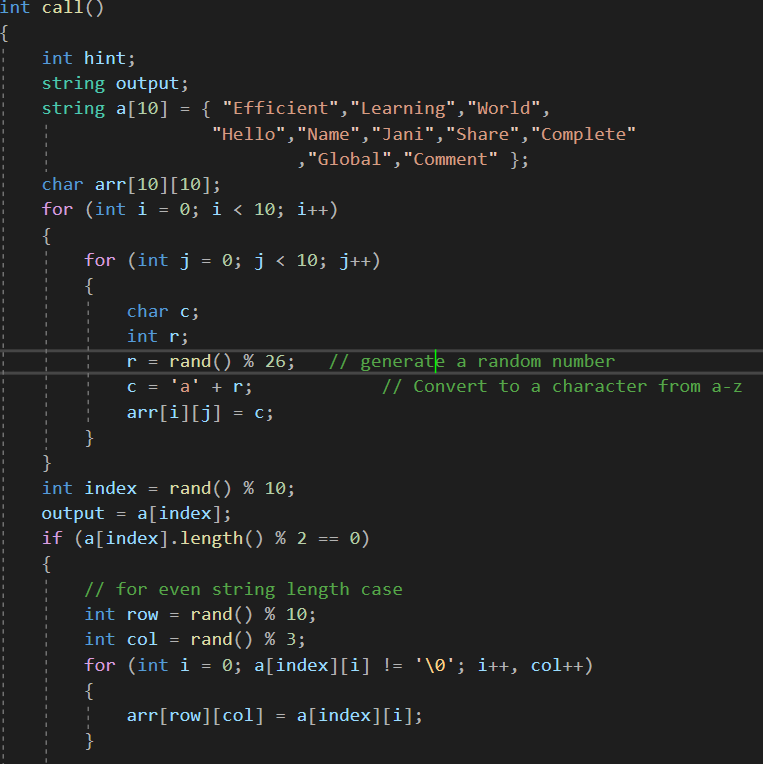 int call()
{
    int hint;
    string output;
    string a[10] = { "Efficient","Learning","World",
                    "Hello","Name","Jani","Share","Complete"
                            ,"Global","Comment" };
    char arr[10][10];
    for (int i = 0; i < 10; i++)
    {
        for (int j = 0; j < 10; j++)
        {
            char c;
            int r;
            r = rand() % 26;   // generate a random number
            c = 'a' + r;            // Convert to a character from a-z
            arr[i][j] = c;
        }
    }
    int index = rand() % 10;
    output = a[index];
    if (a[index].length() % 2 == 0)
    {
        // for even string length case
        int row = rand() % 10;
        int col = rand() % 3;
        for (int i = 0; a[index][i] != '\0'; i++, col++)
        {
            arr[row][col] = a[index][i];
        }